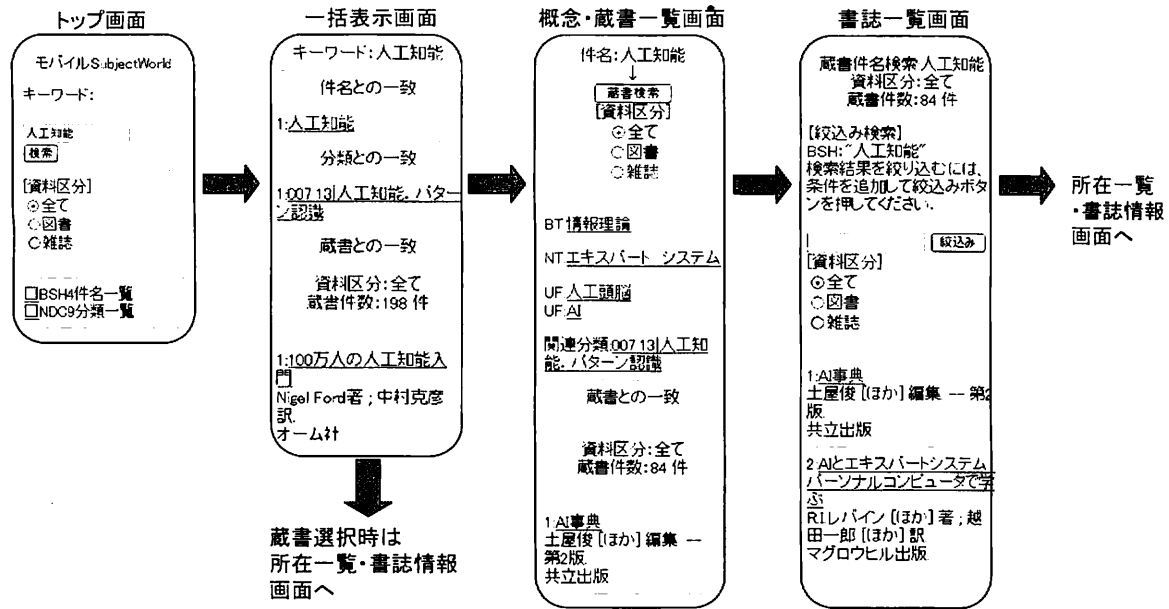 トップ画面
モバイルSubjectWorld
キーワード:
人工知能
検索
[資料区分]
全て
図書
雑誌
BSH4件名一覧
NDC9分類一覧
一括表示画面
キーワード:人工知能
件名との一致
1:人工知能
分類との一致
1:007.13|人工知能. パター
ン認識
蔵書との一致
資料区分:全て
蔵書件数:198 件
1:100万人の人工知能入
門
Nigel Ford著 ; 中村克彦
訳.
オーム社
蔵書選択時は
所在一覧・書誌情報
画面へ
概念・蔵書一覧画面
件名:人工知能
↓
蔵書検索
[資料区分]
全て
図書
雑誌
BT 情報理論
NT エキスパート システム
UF 人工頭脳
UF:AI
関連分類:007.13|人工知
能. パターン認識
蔵書との一致
資料区分:全て
蔵書件数:84 件
1:AI事典
土屋俊 [ほか] 編集 --
第2版.
共立出版
書誌一覧画面
蔵書件名検索 人工知能
資料区分:全て
蔵書件数:84 件
【絞込み検索】
BSH:"人工知能"
検索結果を絞り込むには、
条件を追加して絞込みボタ
ンを押してください.
絞込み
[資料区分]
全て
図書
雑誌
1:AI事典
土屋俊 [ほか] 編集 -- 第2
版.
共立出版
2:AIとエキスパートシステム
パーソナルコンピュータで学
ぶ
R.I.レバイン [ほか] 著 ; 越
田一郎 [ほか] 訳
マグロウヒル出版
所在一覧
・書誌情報
画面へ